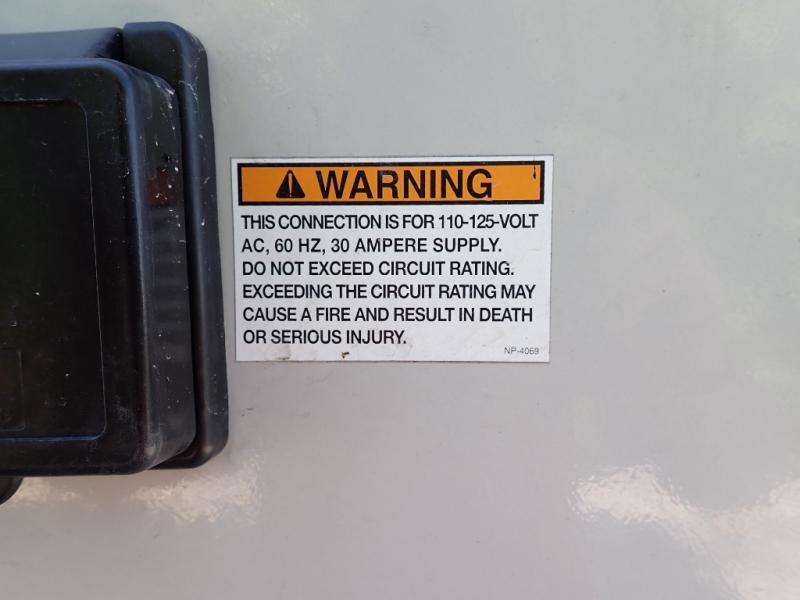 WARNING
THIS CONNECTION IS FOR 110-125-VOLT
AC, 60 HZ, 30 AMPERE SUPPLY.
DO NOT EXCEED CIRCUIT RATING.
EXCEEDING THE CIRCUIT RATING MAY
CAUSE A FIRE AND RESULT IN DEATH
OR SERIOUS INJURY.
NP-4069